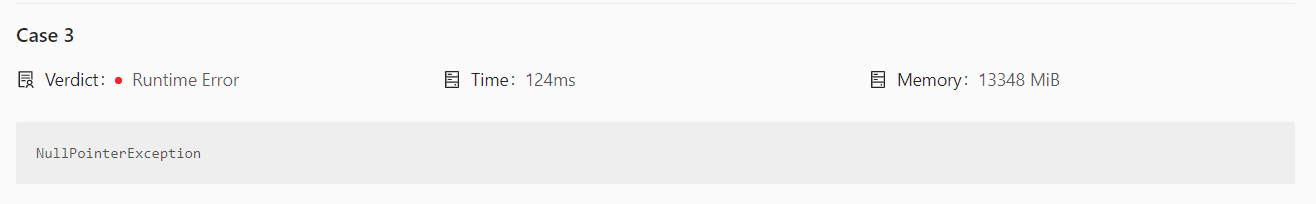 Case 3
Verdict： Runtime Error Time：124ms Memory：13348 MiB
NullPointerException